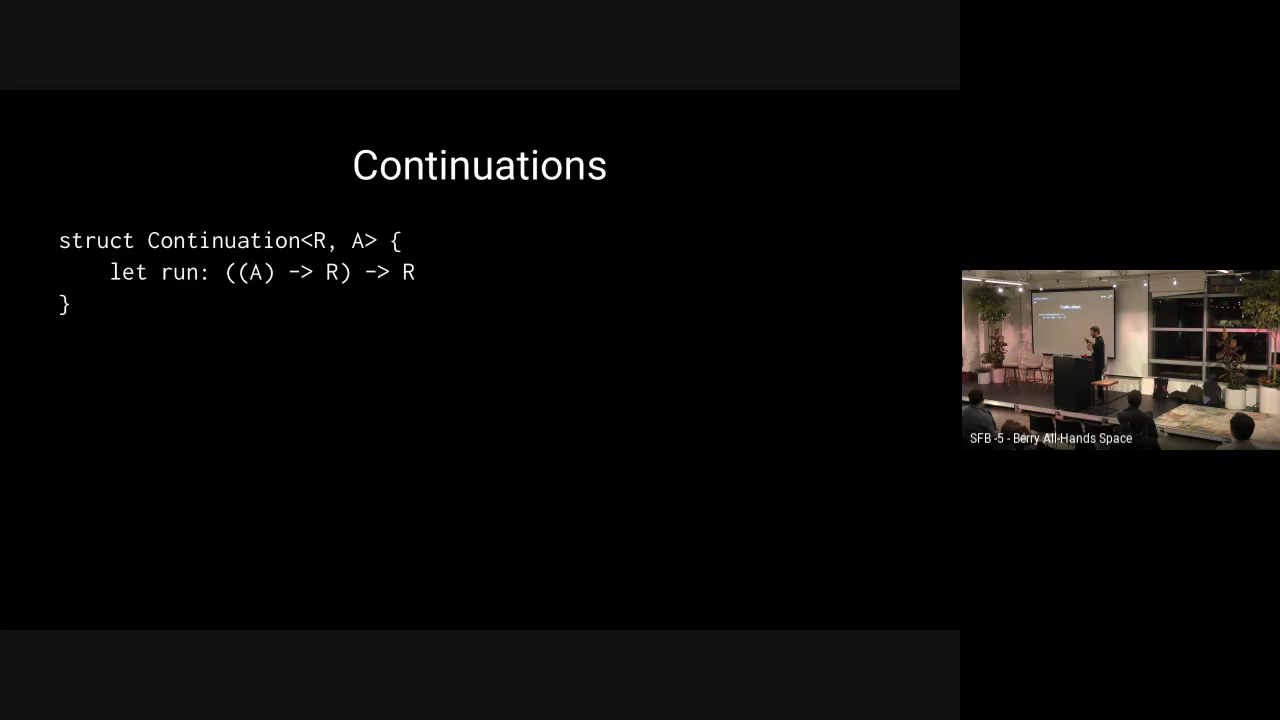 Continuations
struct Continuation<R, A> {
    let run: ((A) -> R) -> R
}
SFB -5 - Berry All-Hands Space